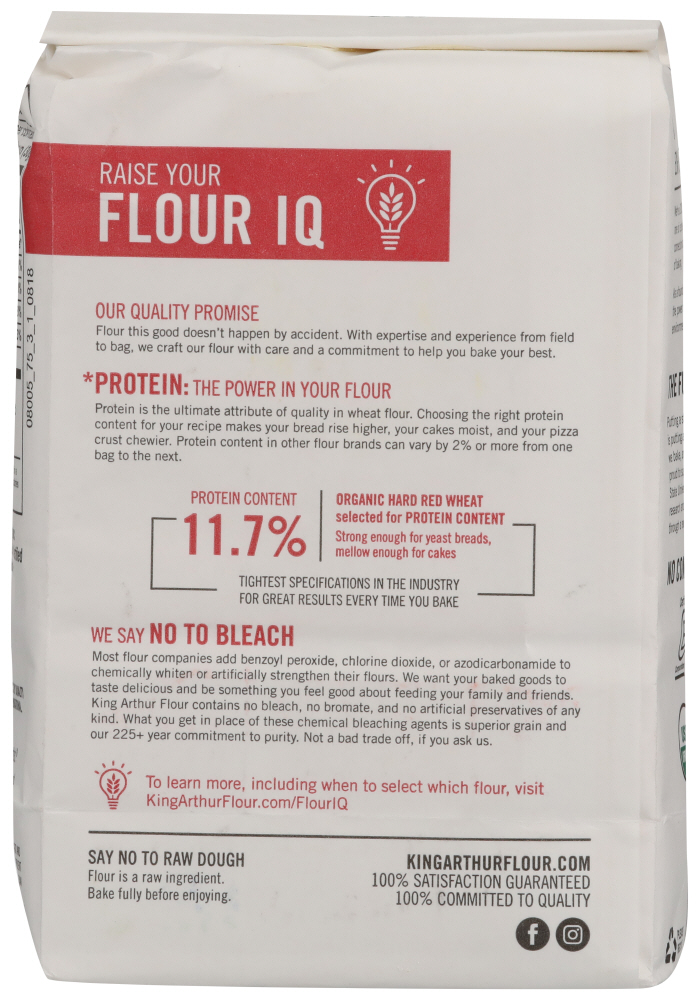 RAISE YOUR
FLOUR IQ
08005_75_3_1_0818
OUR QUALITY PROMISE
Flour this good doesn't happen by accident. With expertise and experience from field
to bag, we craft our flour with care and a commitment to help you bake your best.
*PROTEIN: THE POWER IN YOUR FLOUR
Protein is the ultimate attribute of quality in wheat flour. Choosing the right protein
content for your recipe makes your bread rise higher, your cakes moist, and your pizza
crust chewier. Protein content in other flour brands can vary by 2% or more from one
bag to the next.
PROTEIN CONTENT
11.7%
ORGANIC HARD RED WHEAT
selected for PROTEIN CONTENT
Strong enough for yeast breads,
mellow enough for cakes
TIGHTEST SPECIFICATIONS IN THE INDUSTRY
FOR GREAT RESULTS EVERY TIME YOU BAKE
WE SAY NO TO BLEACH
Most flour companies add benzoyl peroxide, chlorine dioxide, or azodicarbonamide to
chemically whiten or artificially strengthen their flours. We want your baked goods to
taste delicious and be something you feel good about feeding your family and friends.
King Arthur Flour contains no bleach, no bromate, and no artificial preservatives of any
kind. What you get in place of these chemical bleaching agents is superior grain and
our 225+ year commitment to purity. Not a bad trade off, if you ask us.
To learn more, including when to select which flour, visit
KingArthurFlour.com/FlourIQ
SAY NO TO RAW DOUGH
Flour is a raw ingredient.
Bake fully before enjoying.
KINGARTHURFLOUR.COM
100% SATISFACTION GUARANTEED
100% COMMITTED TO QUALITY